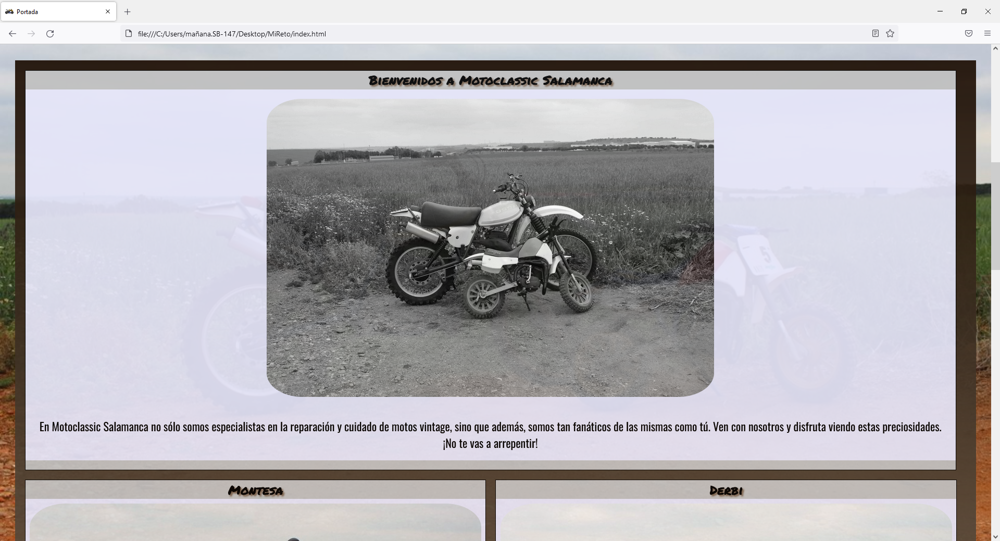 Portada
file:///C:/Users/mañana.SB-147/Desktop/MiReto/index.html
Bienvenidos a Motoclassic Salamanca
5
En Motoclassic Salamanca no sólo somos especialistas en la reparación y cuidado de motos vintage, sino que además, somos tan fanáticos de las mismas como tú. Ven con nosotros y disfruta viendo estas preciosidades.
¡No te vas a arrepentir!
Montesa
Derbi